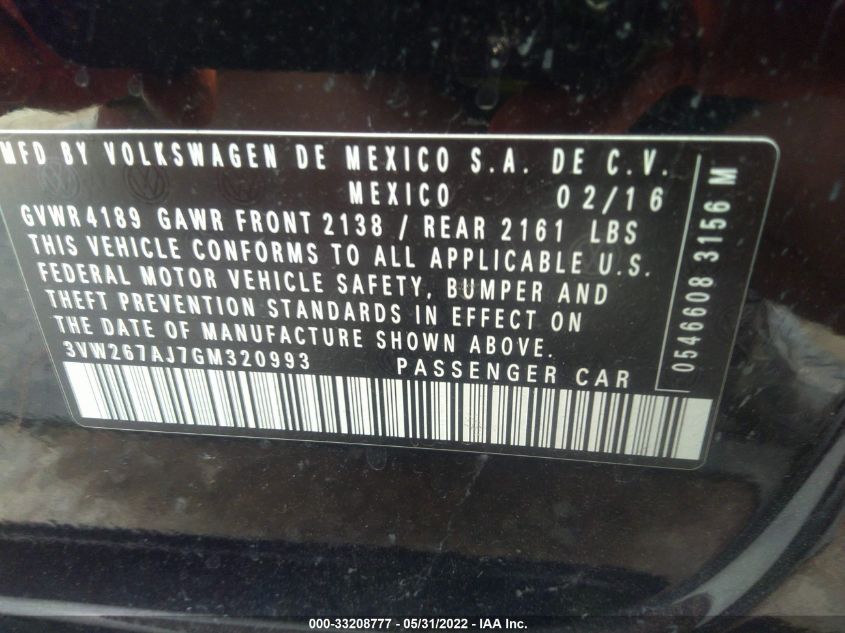 MFD BY VOLKSWAGEN DE MEXICO S.A. DE C.V.
MEXICO 02/16
GVWR 4189 GAWR FRONT 2138 / REAR 2161 LBS
THIS VEHICLE CONFORMS TO ALL APPLICABLE U.S.
FEDERAL MOTOR VEHICLE SAFETY, BUMPER AND
THEFT PREVENTION STANDARDS IN EFFECT ON
THE DATE OF MANUFACTURE SHOWN ABOVE.
3VW267AJ7GM320993 PASSENGER CAR
0546608 3156 M
000-33208777 - 05/31/2022 - IAA Inc.